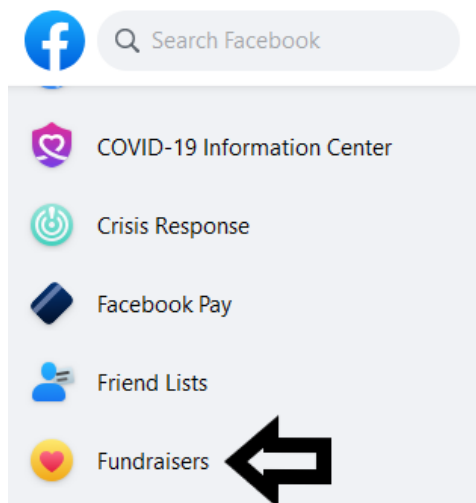 Search Facebook
COVID-19 Information Center
Crisis Response
Facebook Pay
Friend Lists
Fundraisers